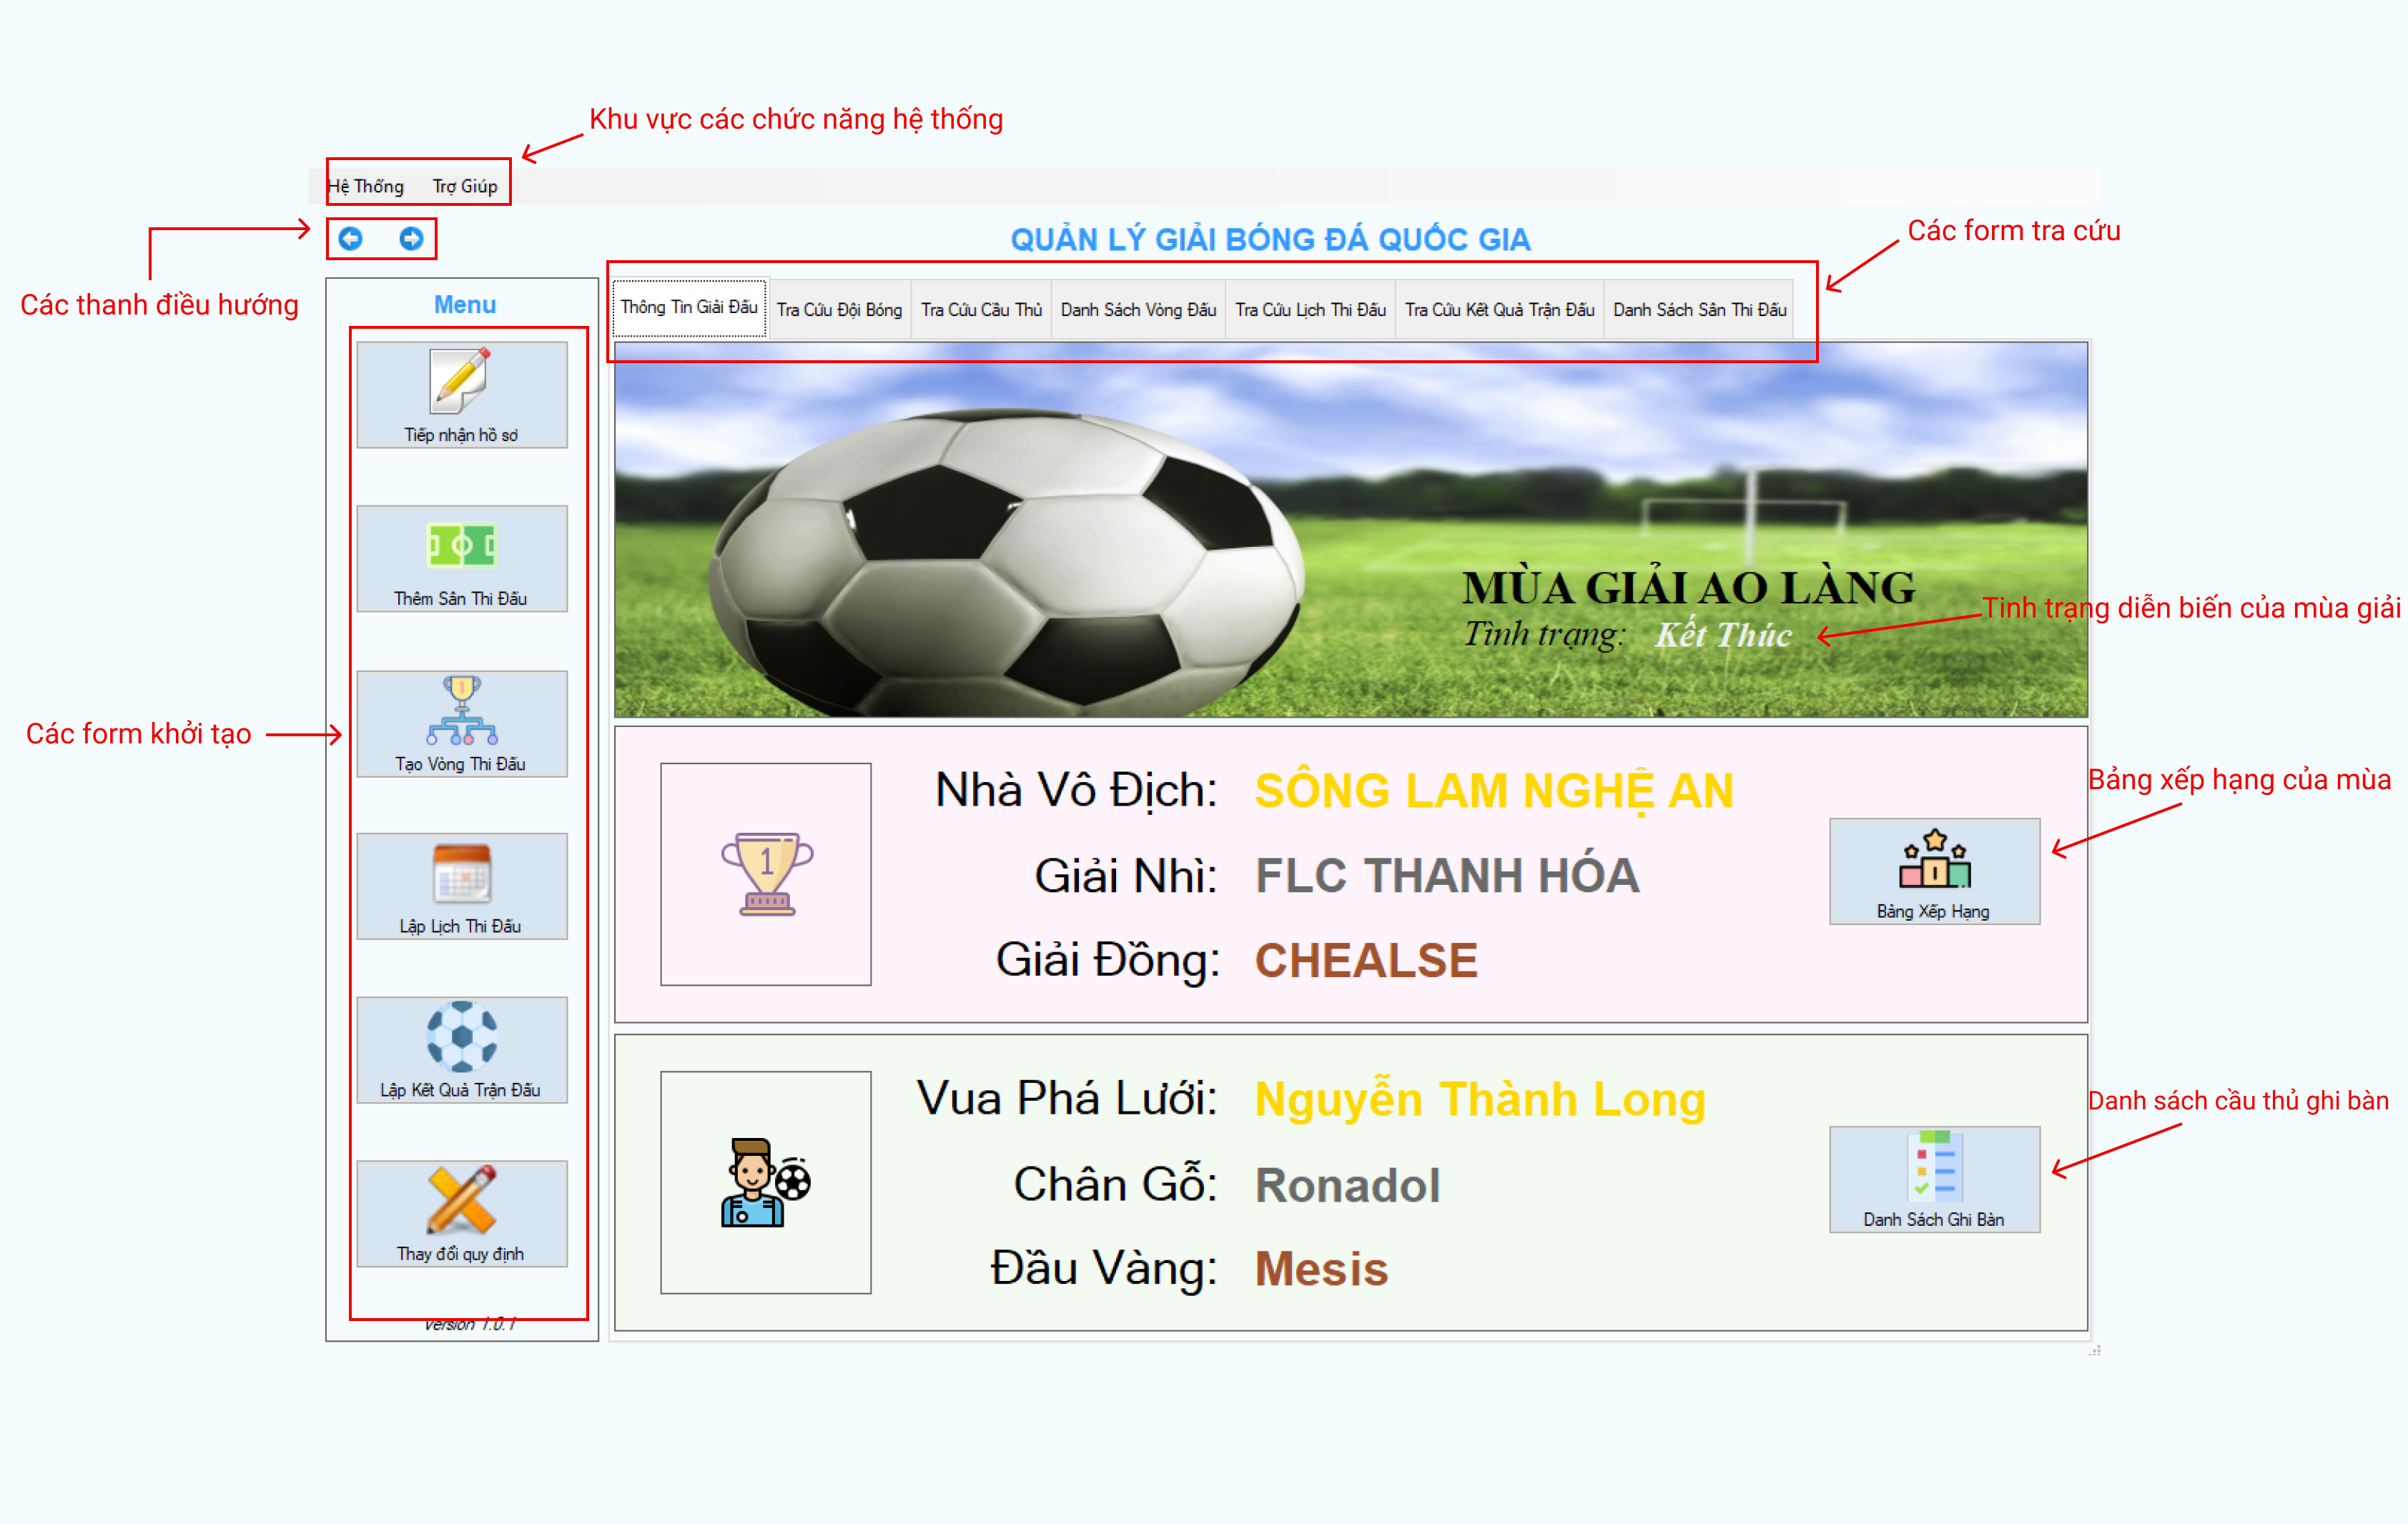 Khu vực các chức năng hệ thống
Hệ Thống Trợ Giúp
QUẢN LÝ GIẢI BÓNG ĐÁ QUỐC GIA
Các form tra cứu
Các thanh điều hướng
Menu
Thông Tin Giải Đấu
Tra Cứu Đội Bóng
Tra Cứu Cầu Thủ
Danh Sách Vòng Đấu
Tra Cứu Lịch Thi Đấu
Tra Cứu Kết Quả Trận Đấu
Danh Sách Sân Thi Đấu
Tiếp nhận hồ sơ
Thêm Sân Thi Đấu
Tạo Vòng Thi Đấu
Lập Lịch Thi Đấu
Lập Kết Quả Trận Đấu
Thay đổi quy định
Version 1.0.1
Các form khởi tạo
MÙA GIẢI AO LÀNG
Tình trạng: Kết Thúc
Tinh trạng diễn biến của mùa giải
1
Nhà Vô Địch: SÔNG LAM NGHỆ AN
Giải Nhì: FLC THANH HÓA
Giải Đồng: CHEALSE
Bảng xếp hạng của mùa
Bảng Xếp Hạng
Vua Phá Lưới: Nguyễn Thành Long
Chân Gỗ: Ronadol
Đầu Vàng: Mesis
Danh sách cầu thủ ghi bàn
Danh Sách Ghi Bàn